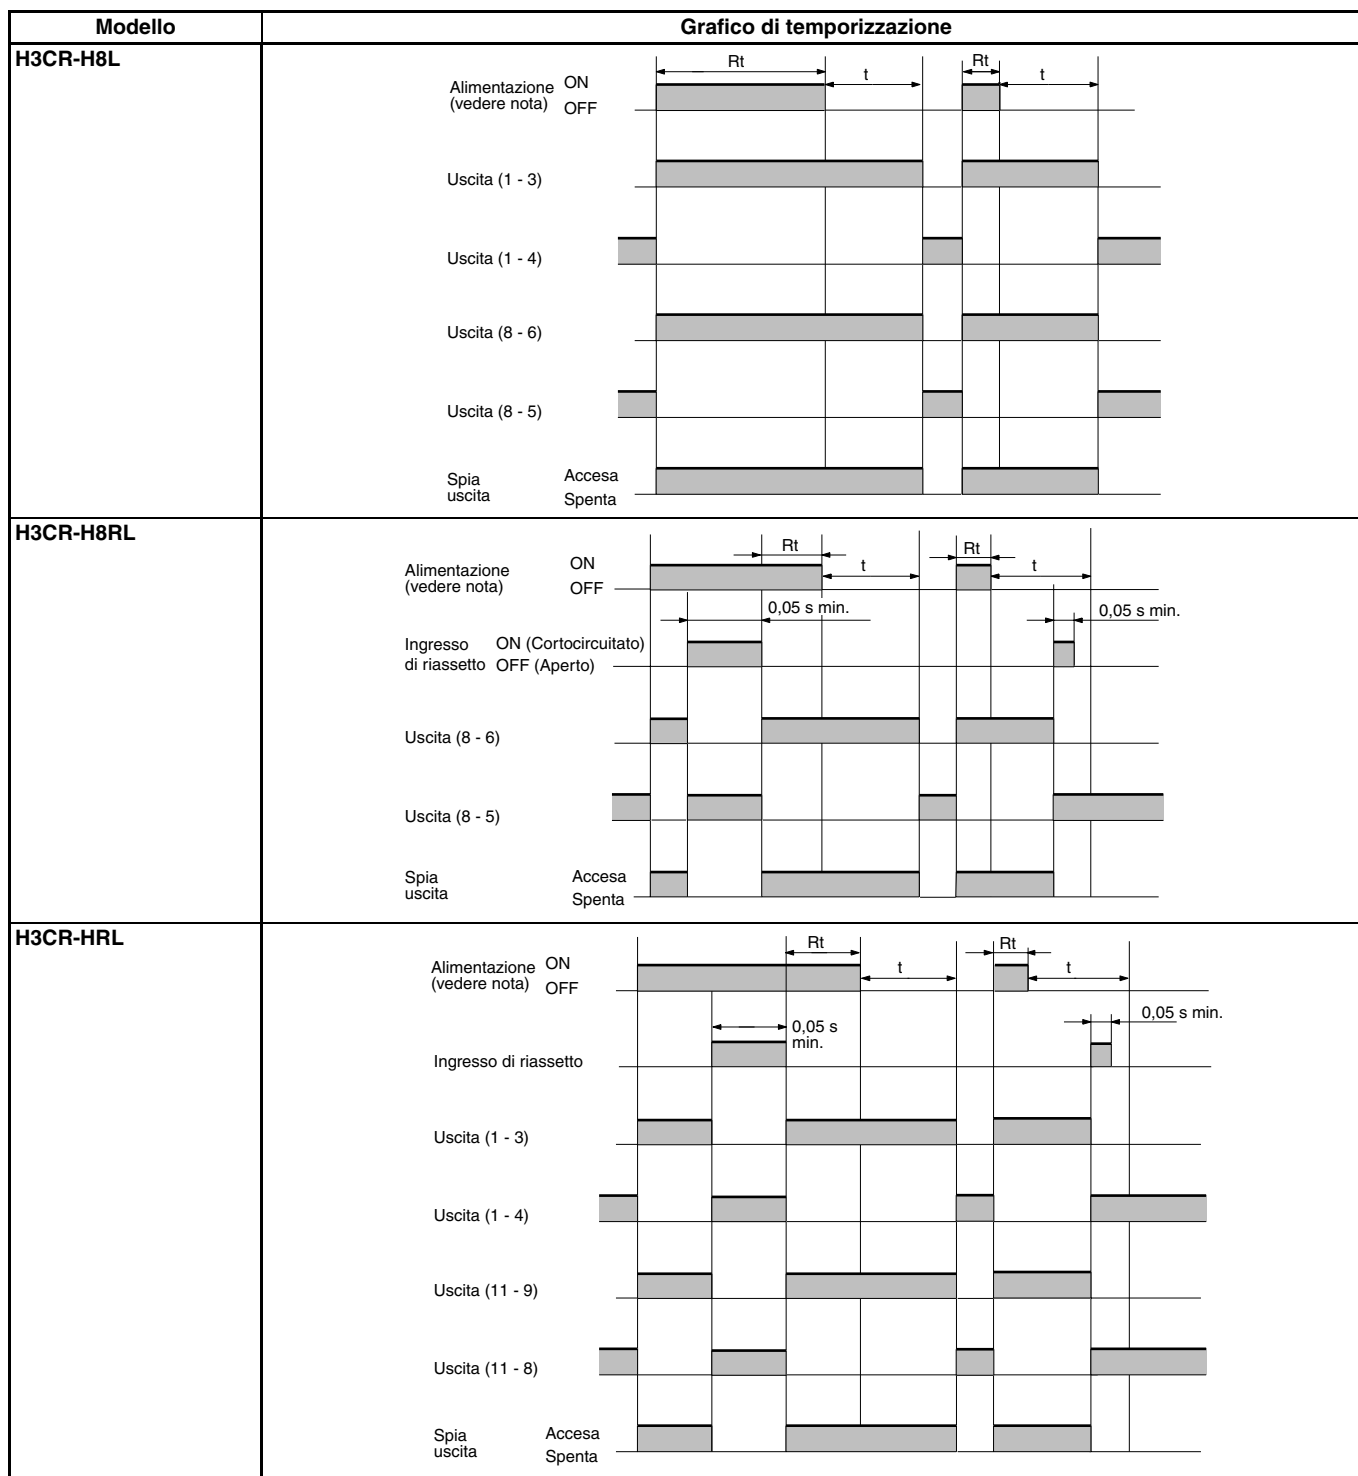 Modello Grafico di temporizzazione
H3CR-H8L
Rt t Rt t
Alimentazione ON
(vedere nota) OFF
Uscita (1 - 3)
Uscita (1 - 4)
Uscita (8 - 6)
Uscita (8 - 5)
Spia Accesa
uscita Spenta
H3CR-H8RL
Rt t Rt t
Alimentazione ON
(vedere nota) OFF
0,05 s min. 0,05 s min.
Ingresso ON (Cortocircuitato)
di riassetto OFF (Aperto)
Uscita (8 - 6)
Uscita (8 - 5)
Spia Accesa
uscita Spenta
H3CR-HRL
Rt t Rt t
Alimentazione ON
(vedere nota) OFF
0,05 s
min.
0,05 s min.
Ingresso di riassetto
Uscita (1 - 3)
Uscita (1 - 4)
Uscita (11 - 9)
Uscita (11 - 8)
Spia Accesa
uscita Spenta